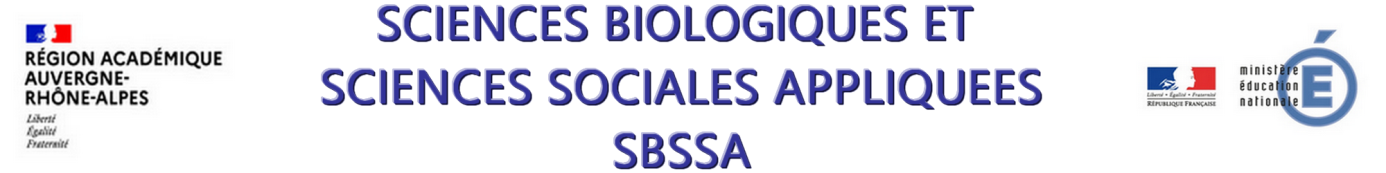 RÉGION ACADÉMIQUE
AUVERGNE-
RHÔNE-ALPES
Liberté
Égalité
Fraternité
SCIENCES BIOLOGIQUES ET
SCIENCES SOCIALES APPLIQUEES
SBSSA
Liberté • Égalité • Fraternité
RÉPUBLIQUE FRANÇAISE
ministère
éducation
nationale
É